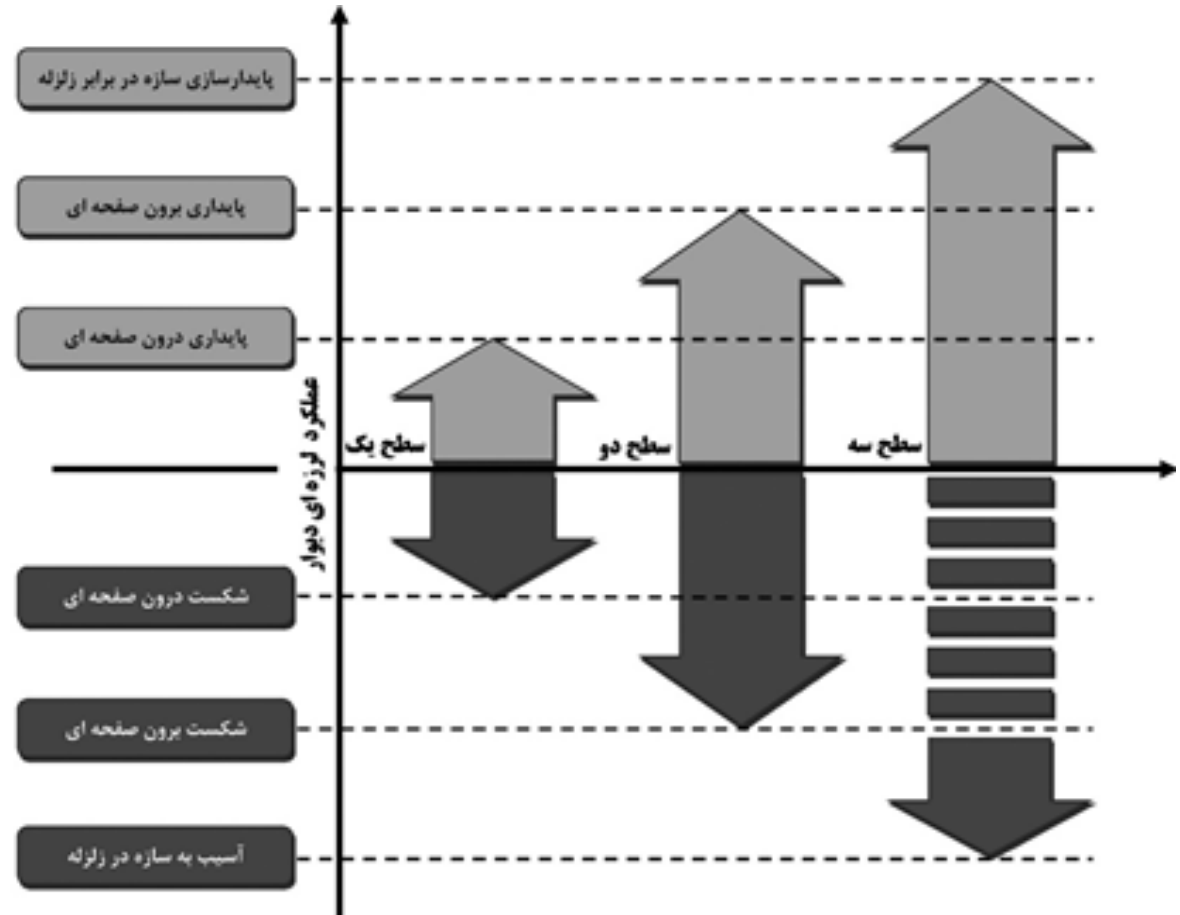 پایدارسازی سازه در برابر زلزله
پایداری برون صفحه ای
پایداری درون صفحه ای
عملکرد لرزه ای دیوار
سطح یک
سطح دو
سطح سه
شکست درون صفحه ای
شکست برون صفحه ای
آسیب به سازه در زلزله